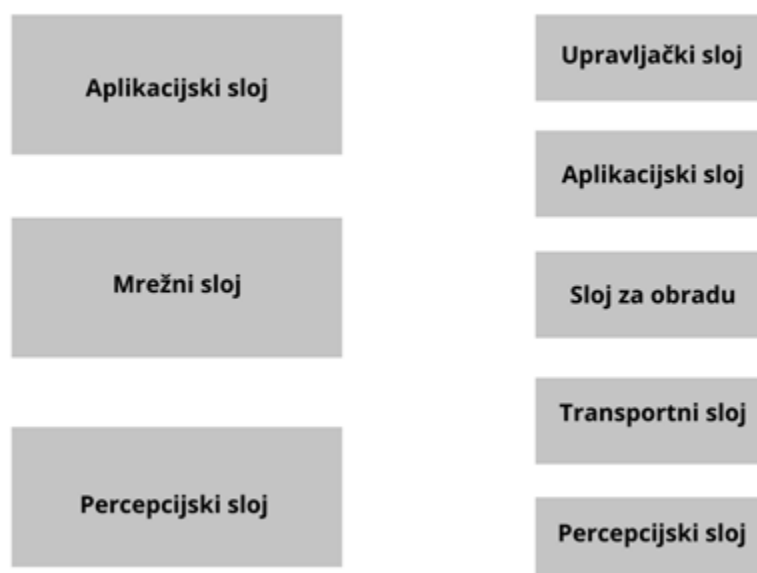 Aplikacijski sloj
Mrežni sloj
Percepcijski sloj
Upravljački sloj
Aplikacijski sloj
Sloj za obradu
Transportni sloj
Percepcijski sloj